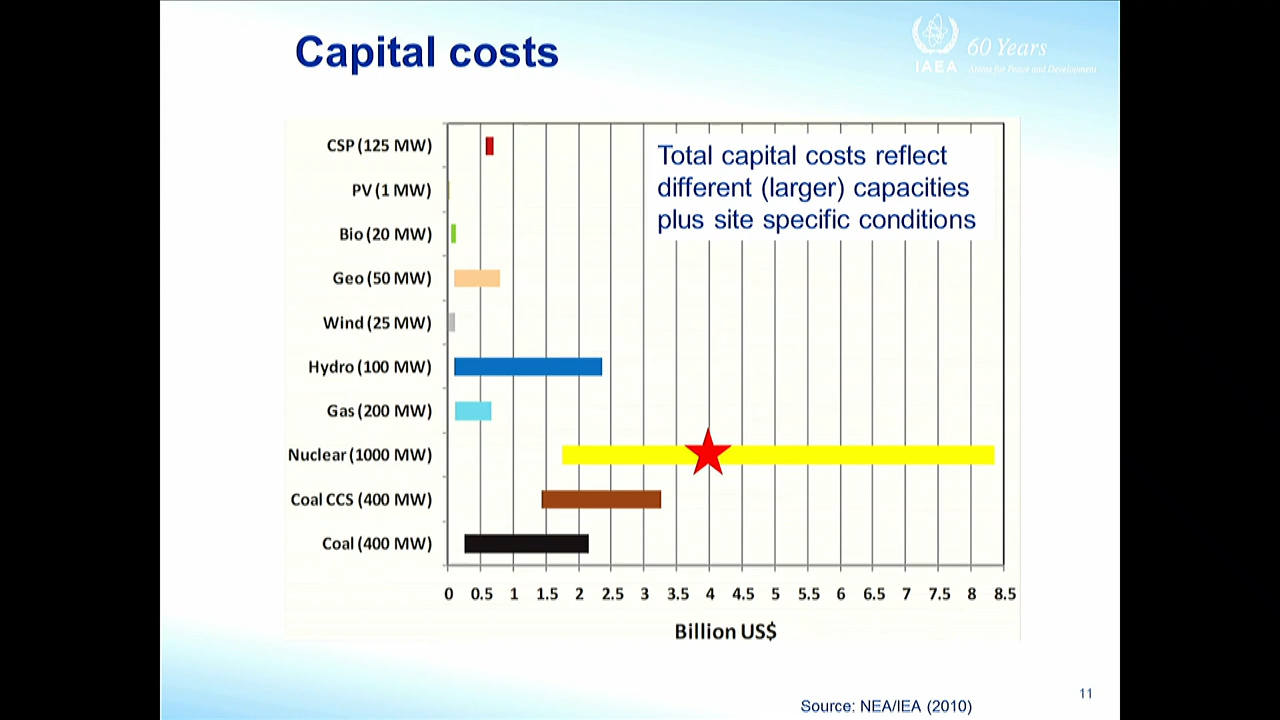 Capital costs
60 Years
IAEA
Atoms for Peace and Development
CSP (125 MW)
PV (1 MW)
Bio (20 MW)
Geo (50 MW)
Wind (25 MW)
Hydro (100 MW)
Gas (200 MW)
Nuclear (1000 MW)
Coal CCS (400 MW)
Coal (400 MW)
Total capital costs reflect
different (larger) capacities
plus site specific conditions
0 0.5 1 1.5 2 2.5 3 3.5 4 4.5 5 5.5 6 6.5 7 7.5 8 8.5
Billion US$
11
Source: NEA/IEA (2010)